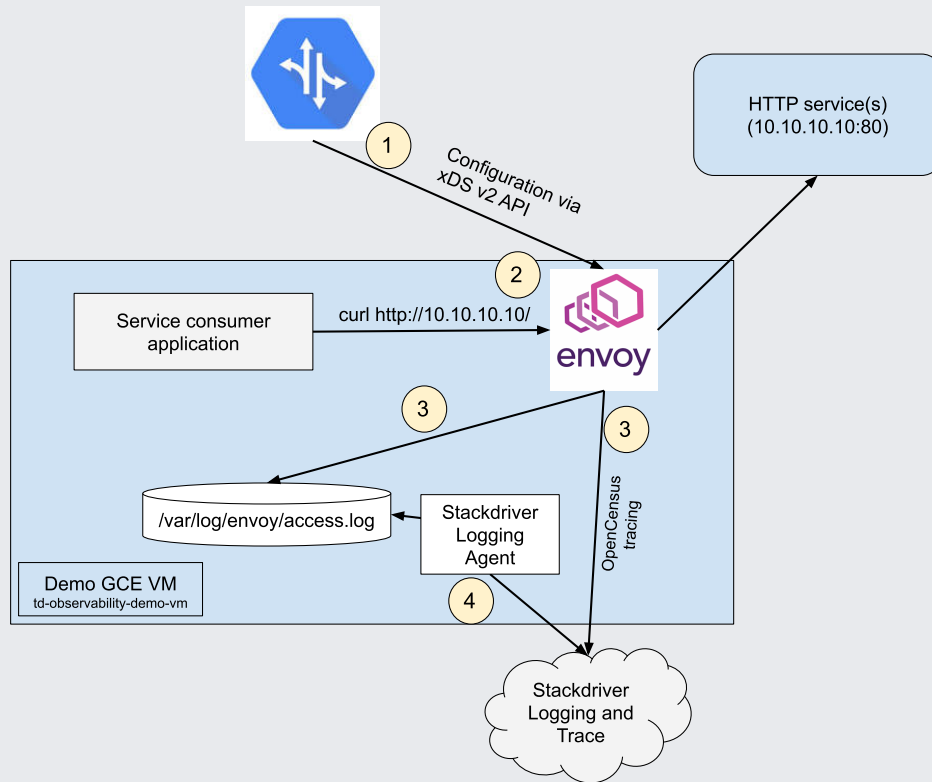 1
Configuration via
xDS v2 API
HTTP service(s)
(10.10.10.10:80)
2
Service consumer
application
curl http://10.10.10.10/
envoy
3
3
OpenCensus
tracing
/var/log/envoy/access.log
Stackdriver
Logging
Agent
Demo GCE VM
td-observability-demo-vm
4
Stackdriver
Logging and
Trace